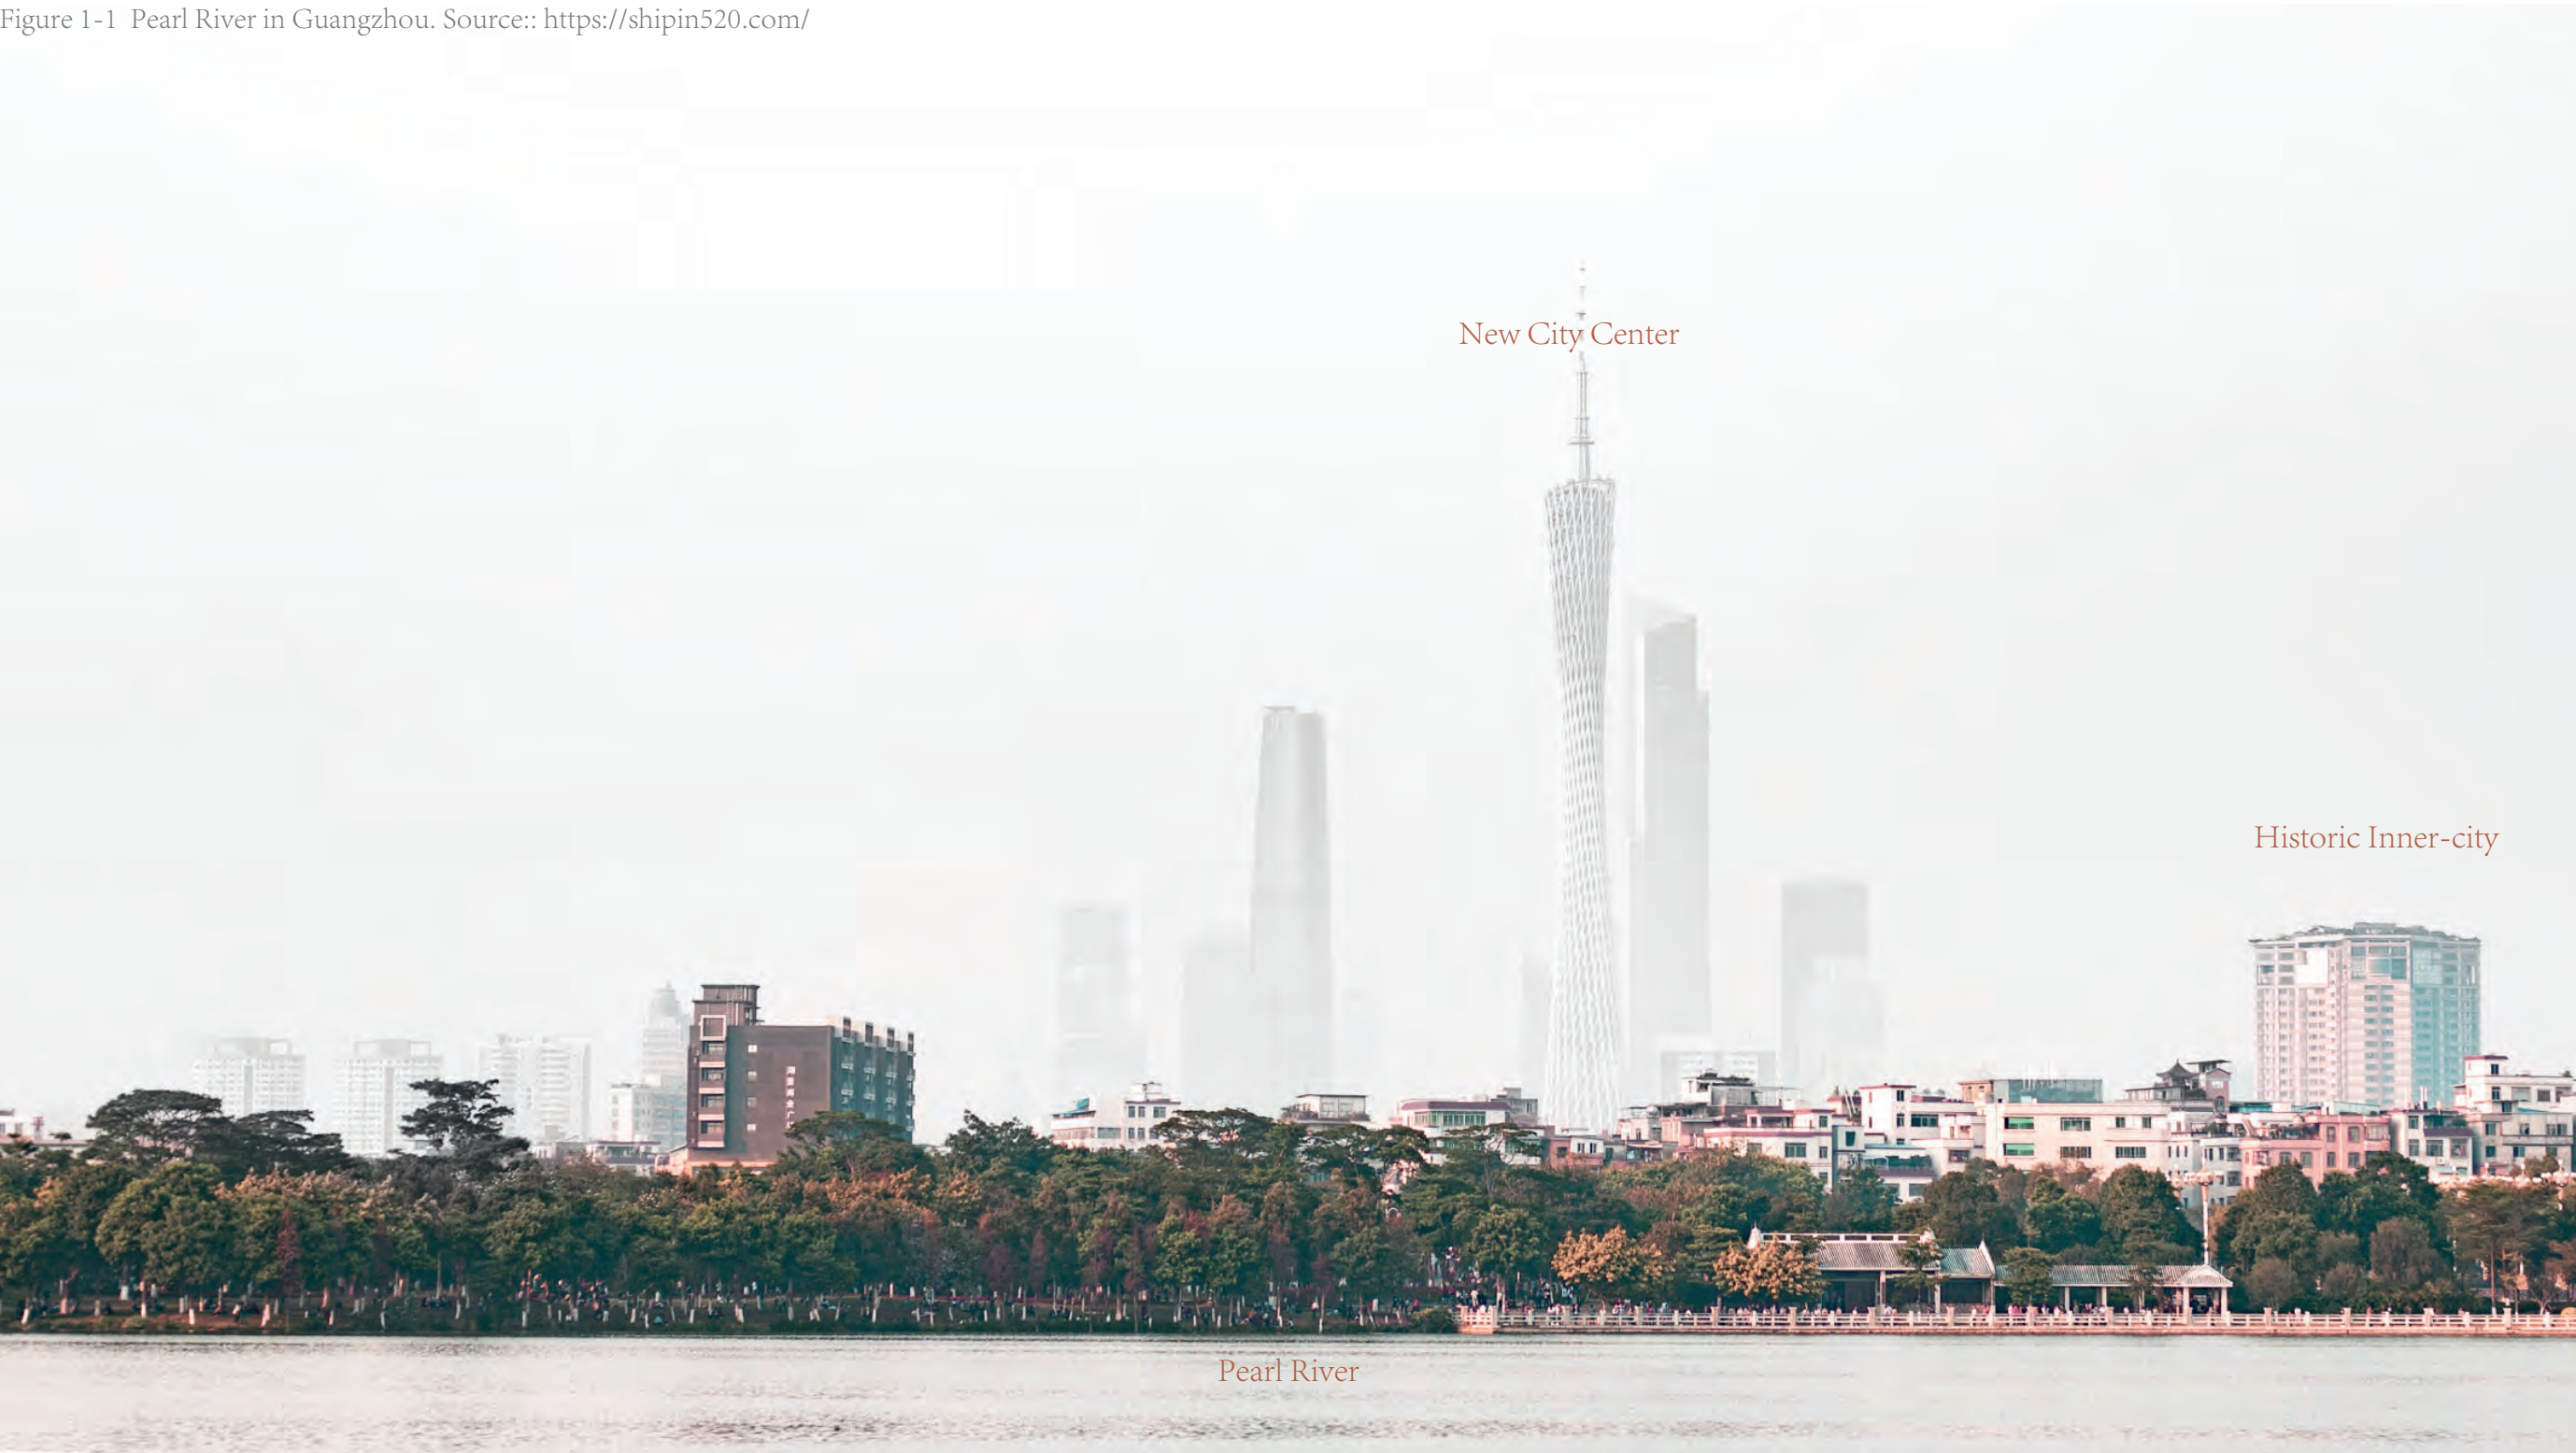 Figure 1-1  Pearl River in Guangzhou. Source:: https://shipin520.com/
New City Center
Historic Inner-city
Pearl River